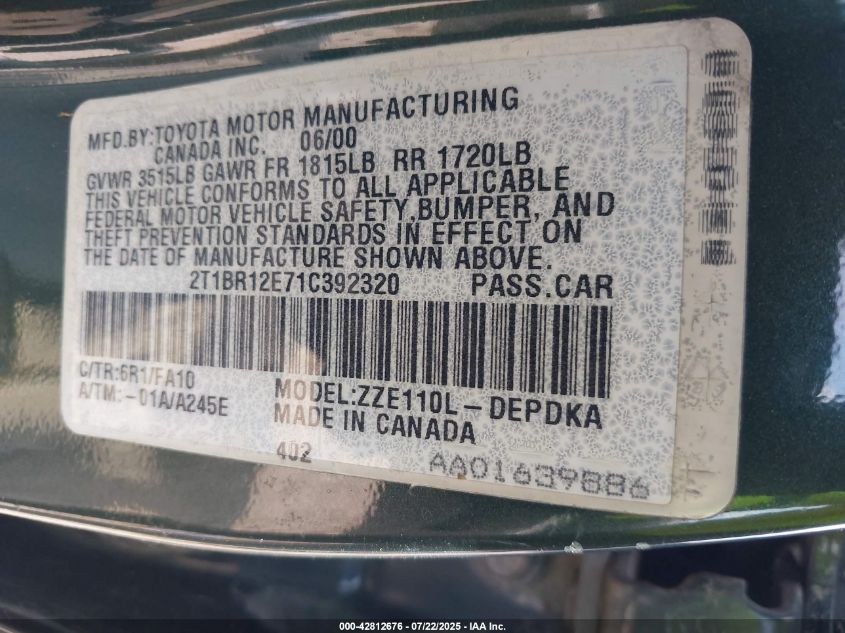 MFD.BY:TOYOTA MOTOR MANUFACTURING
CANADA INC. 06/00
GVWR 3515LB GAWR FR 1815LB RR 1720LB
THIS VEHICLE CONFORMS TO ALL APPLICABLE
FEDERAL MOTOR VEHICLE SAFETY,BUMPER, AND
THEFT PREVENTION STANDARDS IN EFFECT ON
THE DATE OF MANUFACTURE SHOWN ABOVE.
2T1BR12E71C392320 PASS.CAR
C/TR:6R1/FA10
A/TM:-01A/A245E
MODEL:ZZE110L-DEPDKA
MADE IN CANADA
402
AA01639886
000-42812676 - 07/22/2025 - IAA Inc.